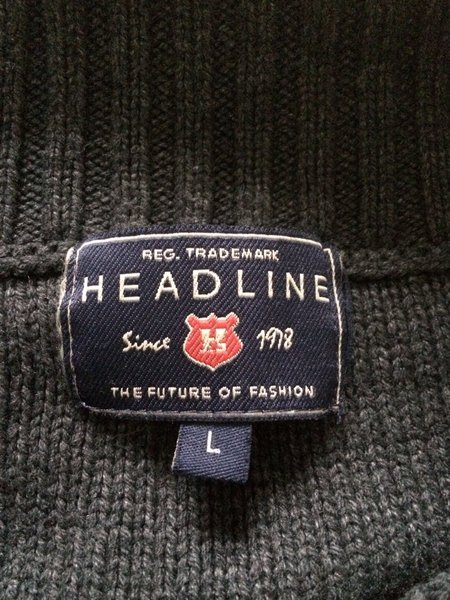 REG. TRADEMARK
HEADLINE
Since H 1978
THE FUTURE OF FASHION
L